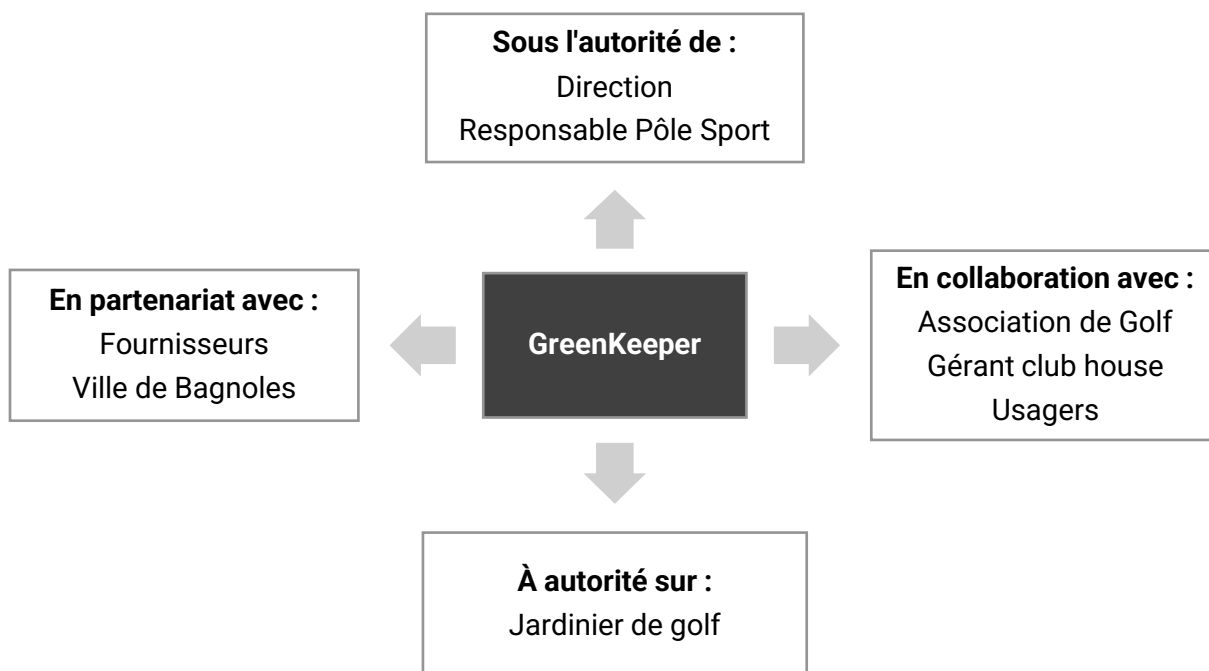 Sous l'autorité de :
Direction
Responsable Pôle Sport
En partenariat avec :
Fournisseurs
Ville de Bagnoles
GreenKeeper
En collaboration avec :
Association de Golf
Gérant club house
Usagers
À autorité sur :
Jardinier de golf